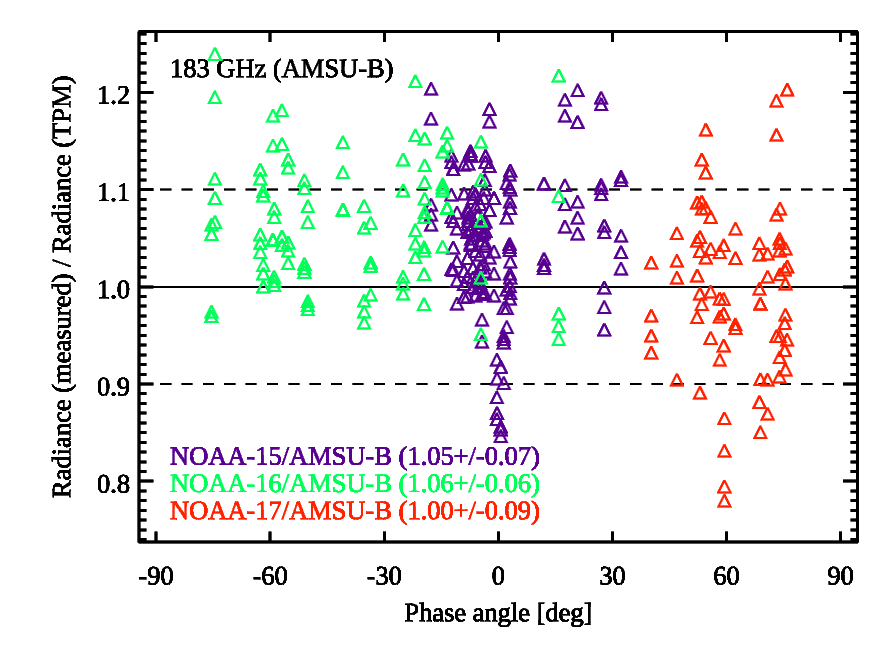 183 GHz (AMSU-B)
Radiance (measured) / Radiance (TPM)
1.2
1.1
1.0
0.9
0.8
NOAA-15/AMSU-B (1.05+/-0.07)
NOAA-16/AMSU-B (1.06+/-0.06)
NOAA-17/AMSU-B (1.00+/-0.09)
-90 -60 -30 0 30 60 90
Phase angle [deg]